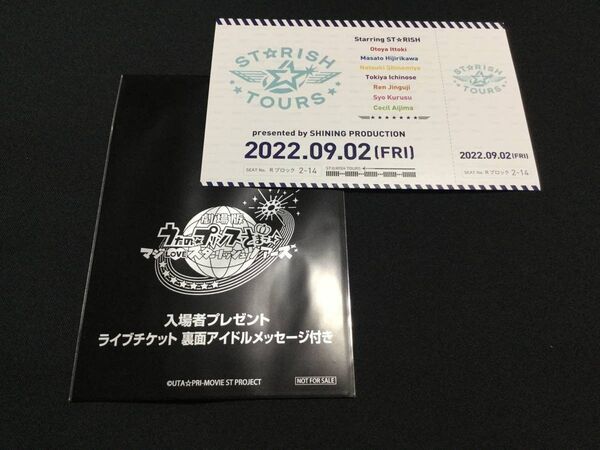 ST☆RISH
TOURS
Starring ST☆RISH
Otoya Ittoki
Masato Hijirikawa
Natsuki Shinomiya
Tokiya Ichinose
Ren Jinguji
Syo Kurusu
Cecil Aijima
presented by SHINING PRODUCTION
2022.09.02(FRI)
SEAT No. R ブロック 2-14
ST☆RISH TOURS
ST☆RISH
TOURS
2022.09.02(FRI)
SEAT No. R ブロック 2-14
劇場版
うたの☆プリンスさまっ♪
マジLOVEスターリッシュツアーズ
入場者プレゼント
ライブチケット 裏面アイドルメッセージ付き
©UTA☆PRI-MOVIE ST PROJECT
NOT FOR SALE